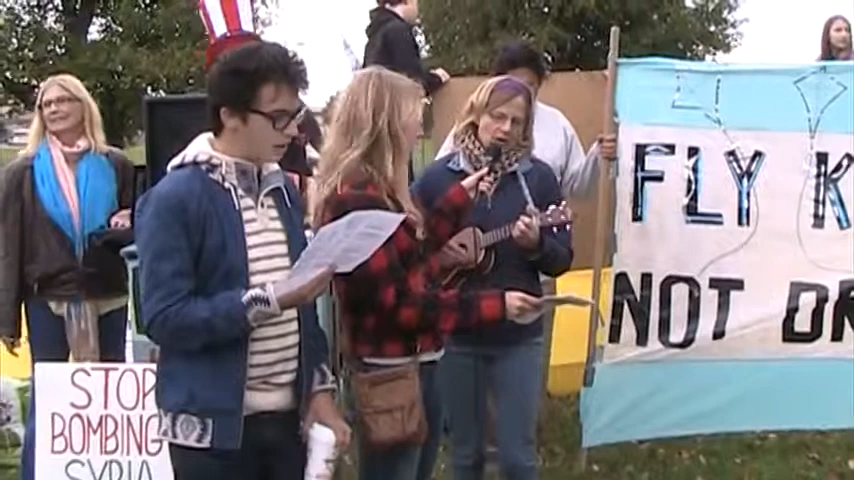 FLY K
NOT DR
STOP
BOMBING
SYRIA